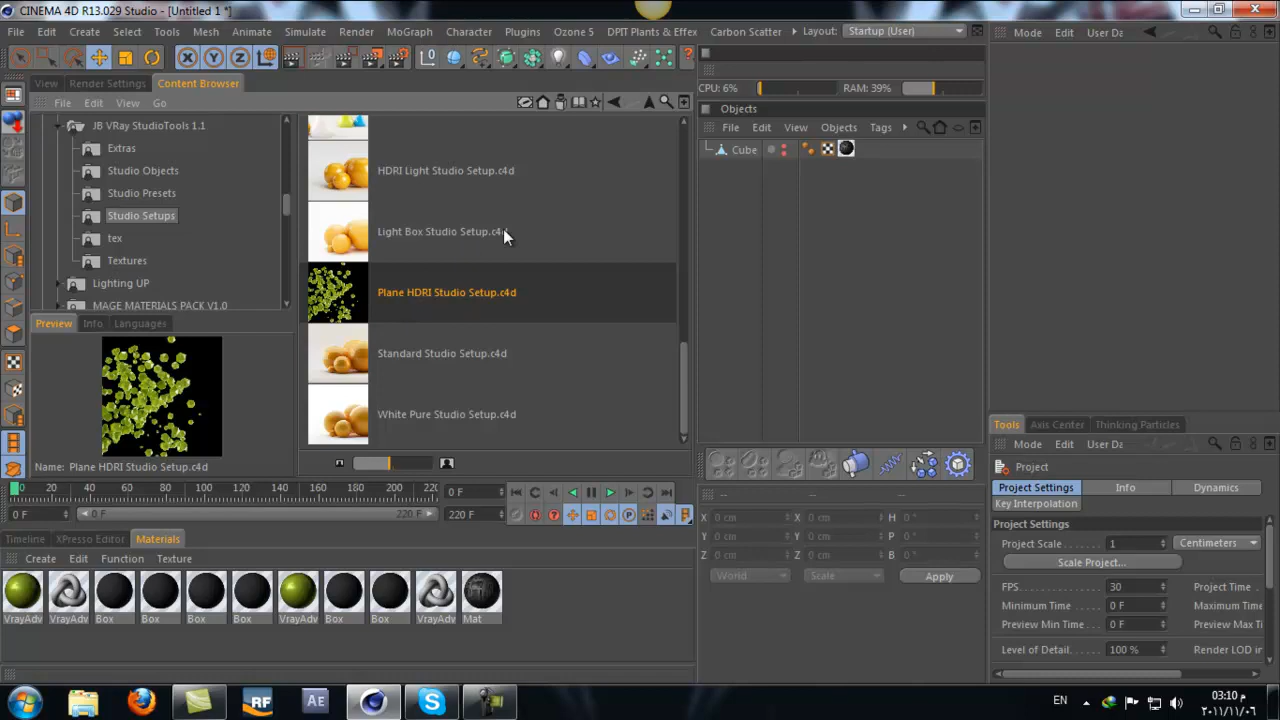 CINEMA 4D R13.029 Studio - [Untitled 1 *]
File Edit Create Select Tools Mesh Animate Simulate Render MoGraph Character Plugins Ozone 5 DPIT Plants & Effex Carbon Scatter Layout: Startup (User)
X Y Z
View Render Settings Content Browser
File Edit View Go
JB VRay StudioTools 1.1
Extras
Studio Objects
Studio Presets
Studio Setups
tex
Textures
Lighting UP
MAGE MATERIALS PACK V1.0
HDRI Light Studio Setup.c4d
Light Box Studio Setup.c4d
Plane HDRI Studio Setup.c4d
Standard Studio Setup.c4d
White Pure Studio Setup.c4d
Preview Info Languages
Name: Plane HDRI Studio Setup.c4d
CPU: 6% RAM: 39%
Objects
File Edit View Objects Tags
Cube
Mode Edit User Da
Tools Axis Center Thinking Particles
Mode Edit User Da
Project
Project Settings Info Dynamics
Key Interpolation
Project Settings
Project Scale 1 Centimeters
Scale Project...
FPS 30 Project Time
Minimum Time 0 F Maximum Time
Preview Min Time 0 F Preview Max Ti
Level of Detail 100 % Render LOD in
0 20 40 60 80 100 120 140 160 180 200 220 0 F
0 F 0 F 220 F 220 F
Timeline XPresso Editor Materials
Create Edit Function Texture
VrayAdv VrayAdv Box Box Box Box VrayAdv Box Box VrayAdv Mat
-- -- --
X 0 cm X 0 cm H 0 °
Y 0 cm Y 0 cm P 0 °
Z 0 cm Z 0 cm B 0 °
World Scale Apply
RF Ae EN
03:10 م
٢٠١١/١١/٠٦